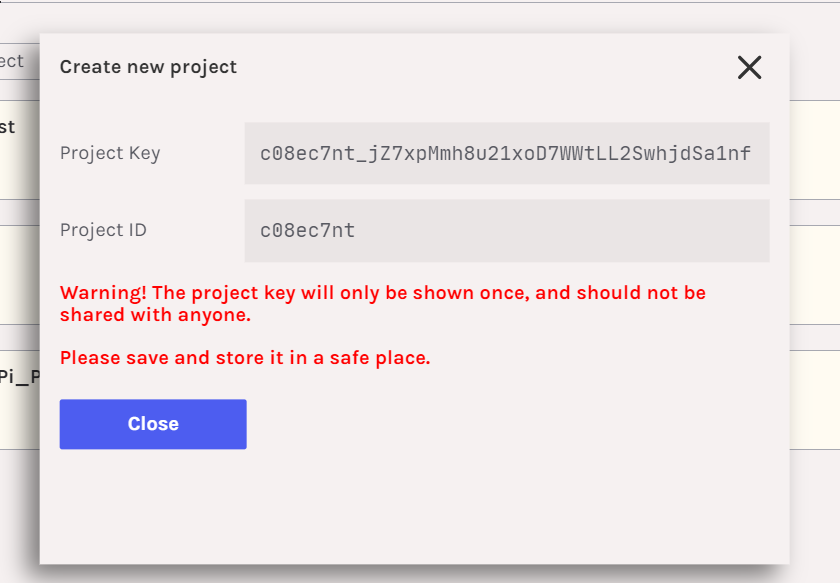 Create new project
ect
st
Project Key
c08ec7nt_jZ7xpMmh8u21xoD7WWtLL2SwhjdSa1nf
Project ID
c08ec7nt
Warning! The project key will only be shown once, and should not be
shared with anyone.
Please save and store it in a safe place.
Pi_P
Close